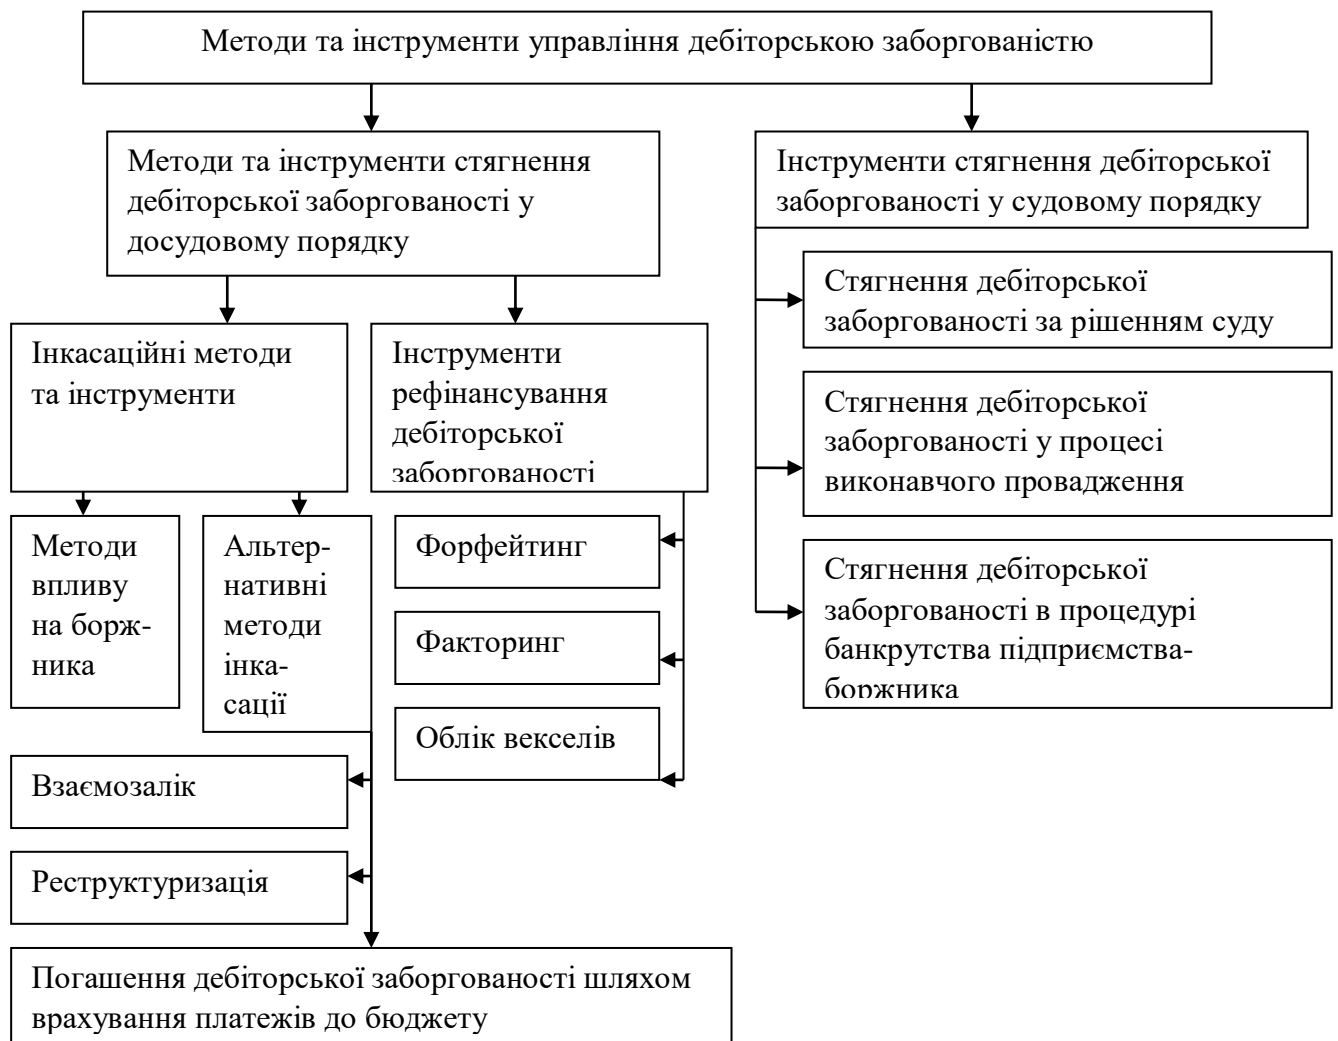 Методи та інструменти управління дебіторською заборгованістю
Методи та інструменти стягнення
дебіторської заборгованості у
досудовому порядку
Інструменти стягнення дебіторської
заборгованості у судовому порядку
Стягнення дебіторської
заборгованості за рішенням суду
Інкасаційні методи
та інструменти
Інструменти
рефінансування
дебіторської
заборгованості
Стягнення дебіторської
заборгованості у процесі
виконавчого провадження
Методи
впливу
на борж-
ника
Альтер-
нативні
методи
інка-
сації
Форфейтинг
Факторинг
Облік векселів
Стягнення дебіторської
заборгованості в процедурі
банкрутства підприємства-
боржника
Взаємозалік
Реструктуризація
Погашення дебіторської заборгованості шляхом
врахування платежів до бюджету